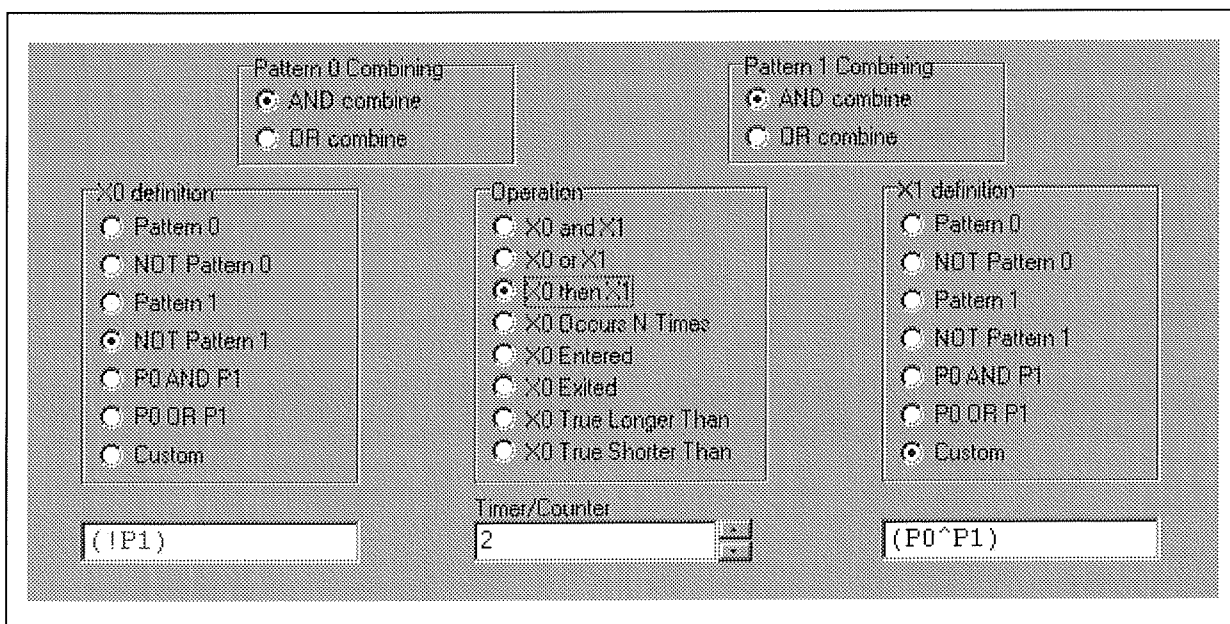 Pattern 0 Combining
AND combine
OR combine
Pattern 1 Combining
AND combine
OR combine
X0 definition
Pattern 0
NOT Pattern 0
Pattern 1
NOT Pattern 1
P0 AND P1
P0 OR P1
Custom
(!P1)
Operation
X0 and X1
X0 or X1
X0 then X1
X0 Occurs N Times
X0 Entered
X0 Exited
X0 True Longer Than
X0 True Shorter Than
Timer/Counter
2
X1 definition
Pattern 0
NOT Pattern 0
Pattern 1
NOT Pattern 1
P0 AND P1
P0 OR P1
Custom
(P0^P1)